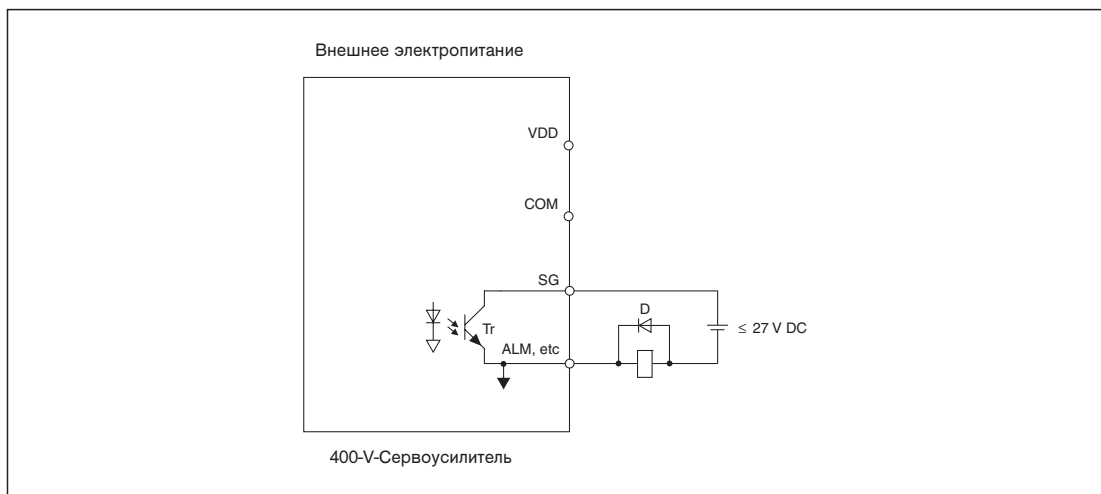 Внешнее электропитание
VDD
COM
SG
D
Tr
≤ 27 V DC
ALM, etc
400-V-Сервоусилитель